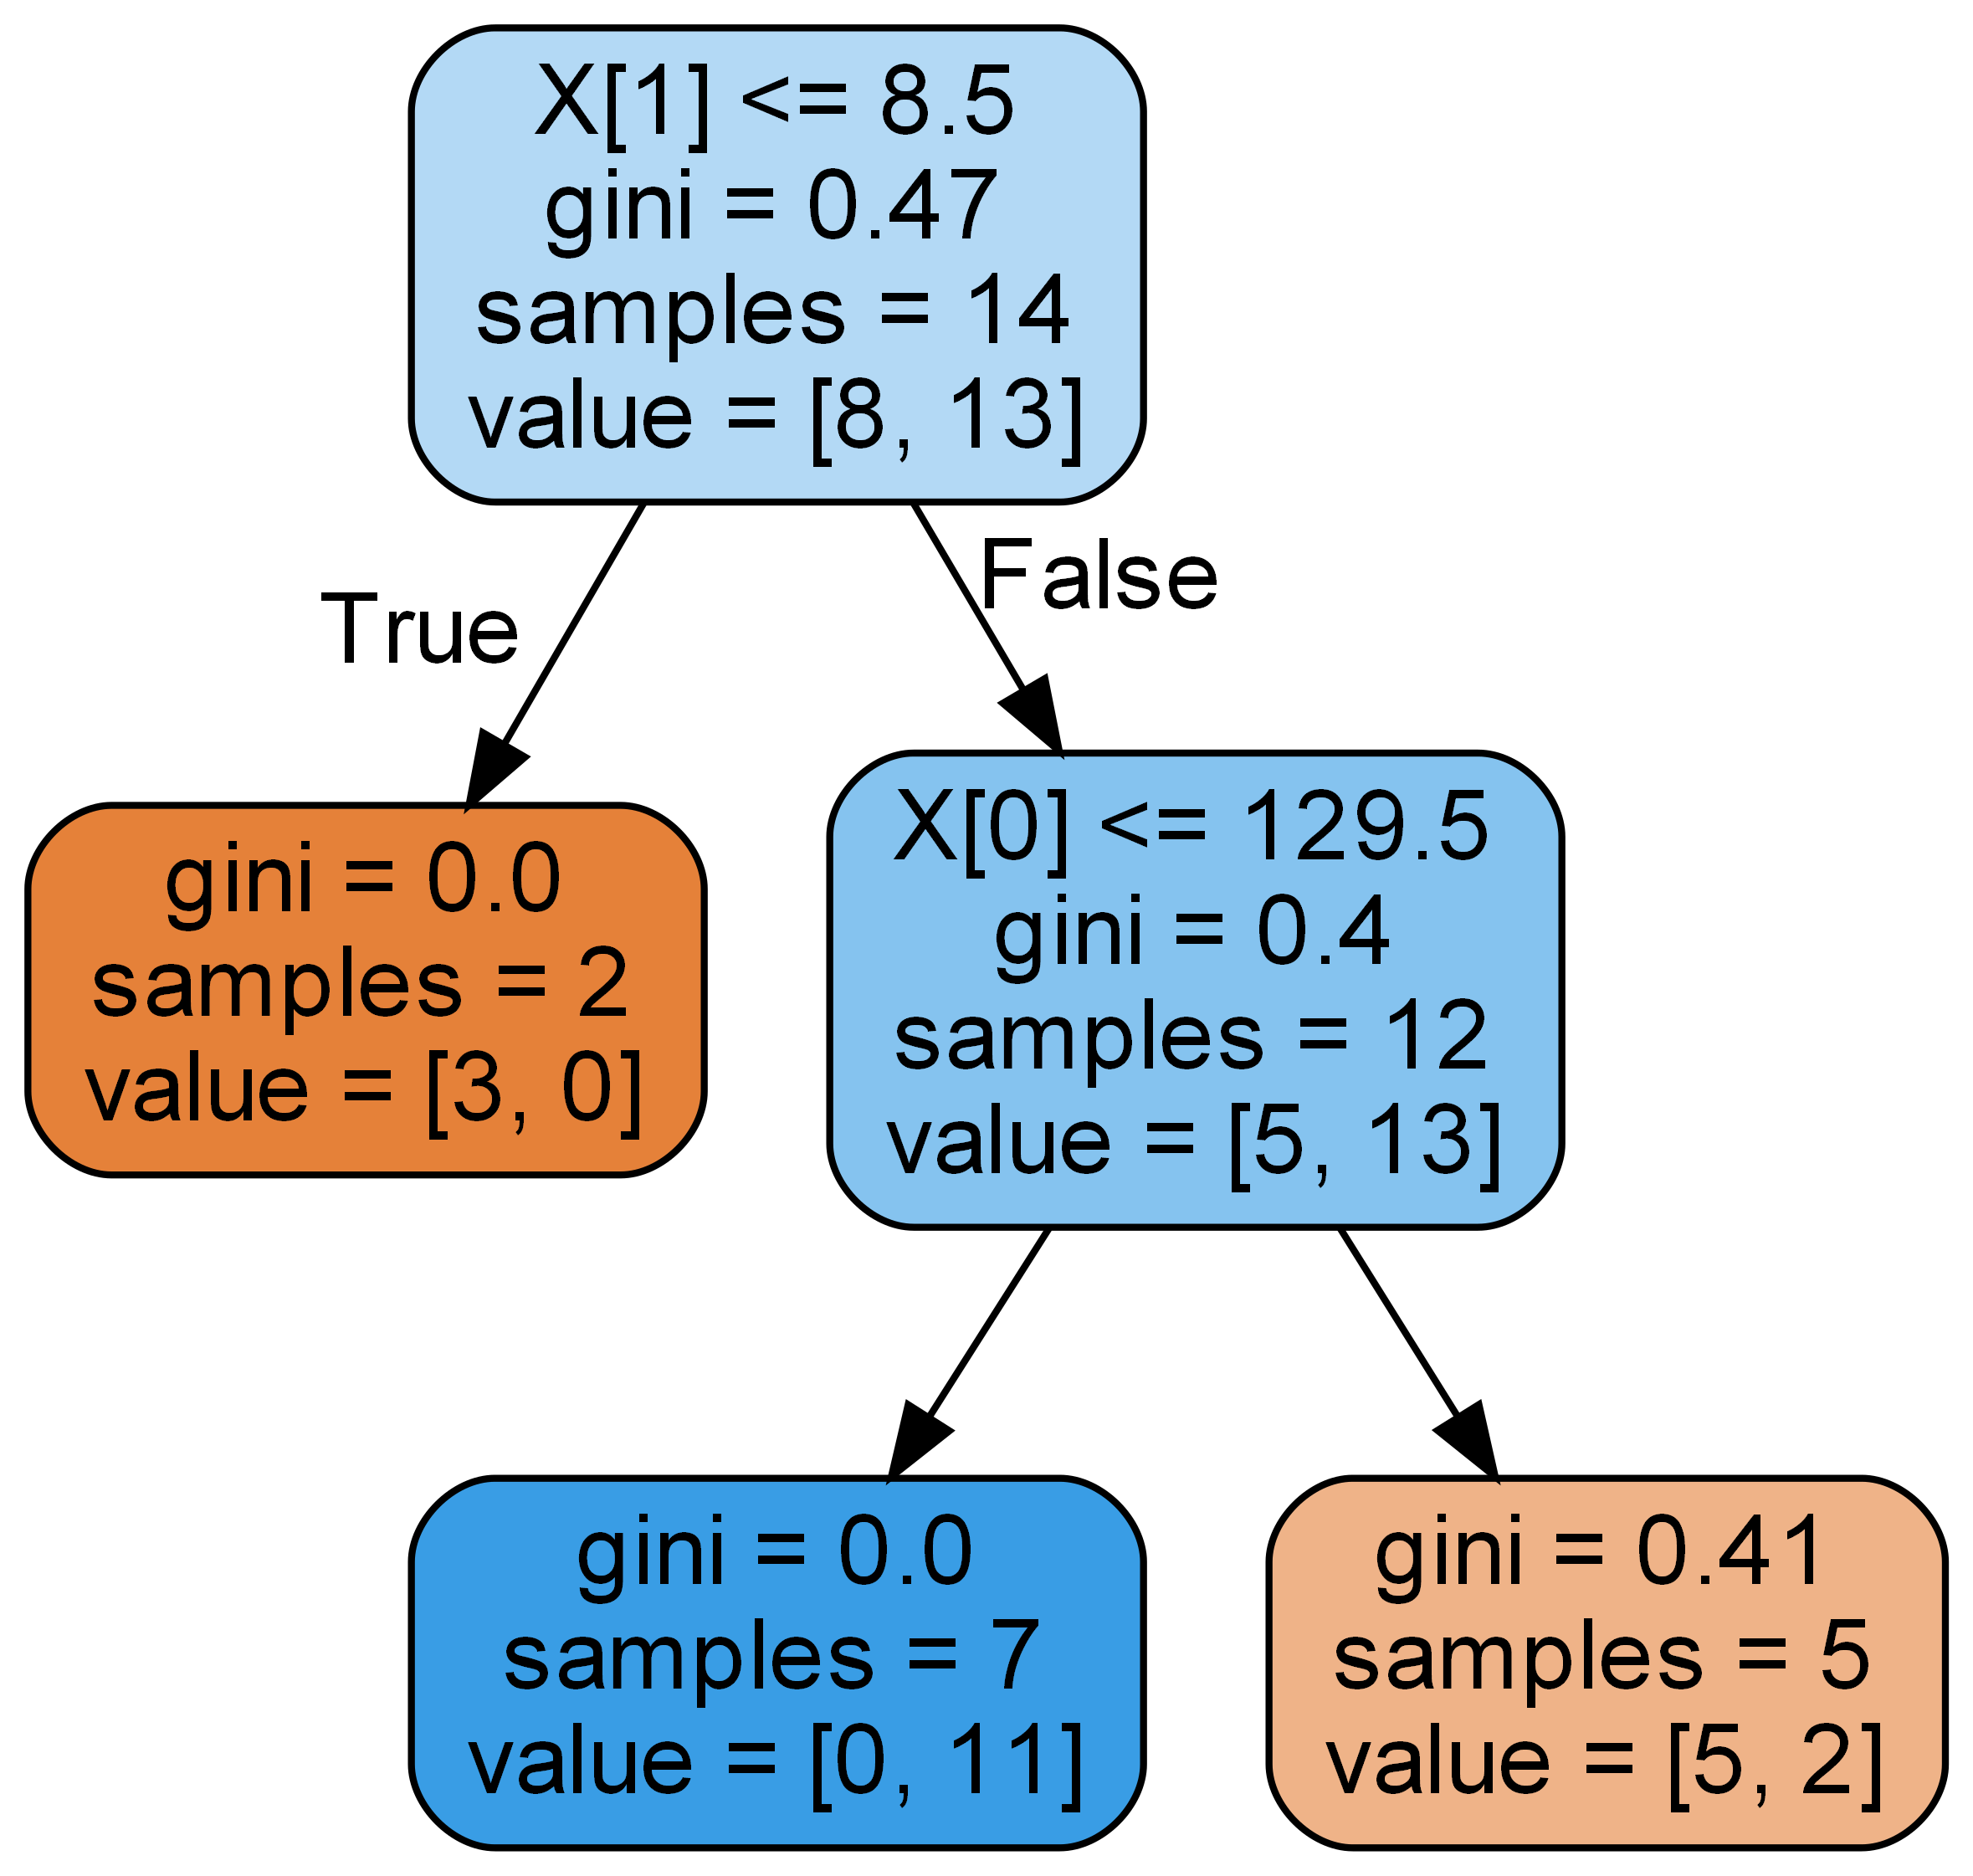 X[1] <= 8.5
gini = 0.47
samples = 14
value = [8, 13]
True
False
gini = 0.0
samples = 2
value = [3, 0]
X[0] <= 129.5
gini = 0.4
samples = 12
value = [5, 13]
gini = 0.0
samples = 7
value = [0, 11]
gini = 0.41
samples = 5
value = [5, 2]